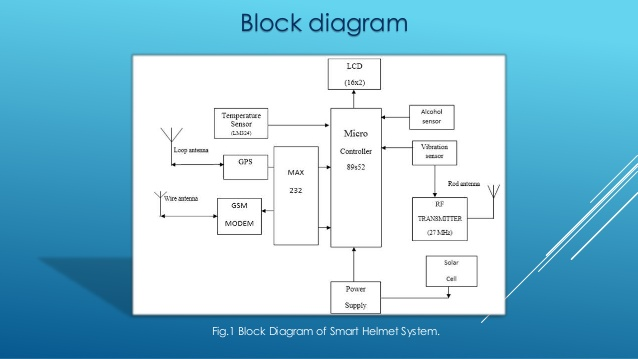 Block diagram
LCD
(16x2)
Temperature
Sensor
(LM324)
Micro
Controller
89s52
Alcohol
sensor
Loop antenna
GPS
MAX
232
Vibration
sensor
Wire antenna
GSM
MODEM
Rod antenna
RF
TRANSMITTER
(27MHz)
Solar
Cell
Power
Supply
Fig.1 Block Diagram of Smart Helmet System.